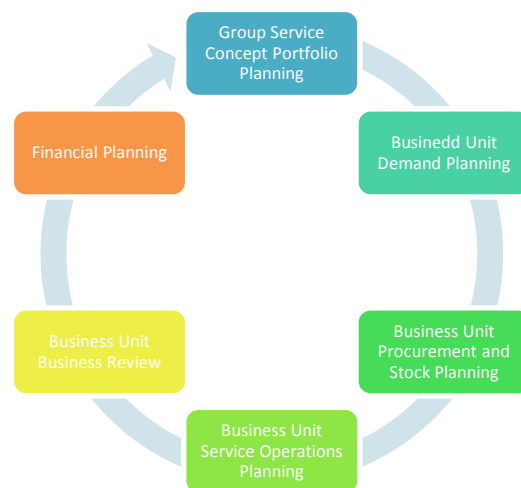 Group Service
Concept Portfolio
Planning
Businedd Unit
Demand Planning
Business Unit
Procurement and
Stock Planning
Business Unit
Service Operations
Planning
Business Unit
Business Review
Financial Planning